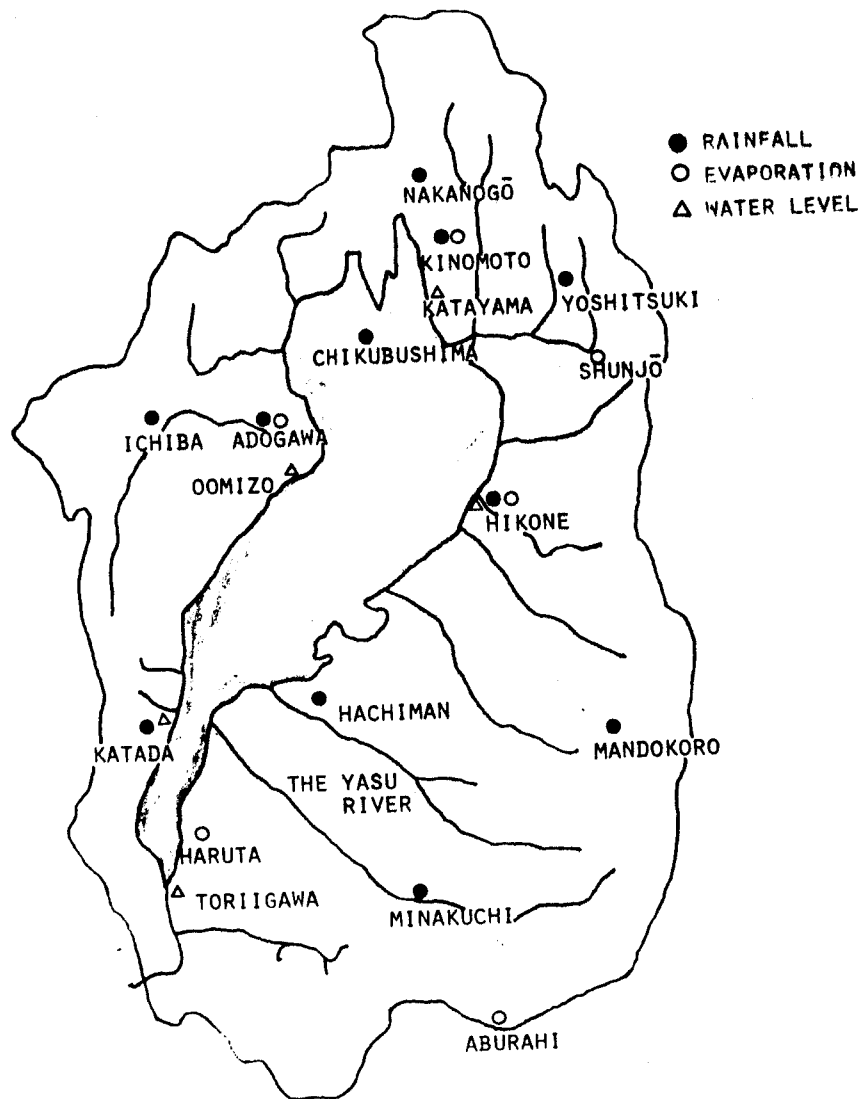 RAINFALL
EVAPORATION
WATER LEVEL
NAKANOGŌ
KINOMOTO
KATAYAMA
YOSHITSUKI
CHIKUBUSHIMA
SHUNJŌ
ICHIBA
ADOGAWA
OOMIZO
HIKONE
HACHIMAN
KATADA
MANDOKORO
THE YASU
RIVER
HARUTA
TORIIGAWA
MINAKUCHI
ABURAHI